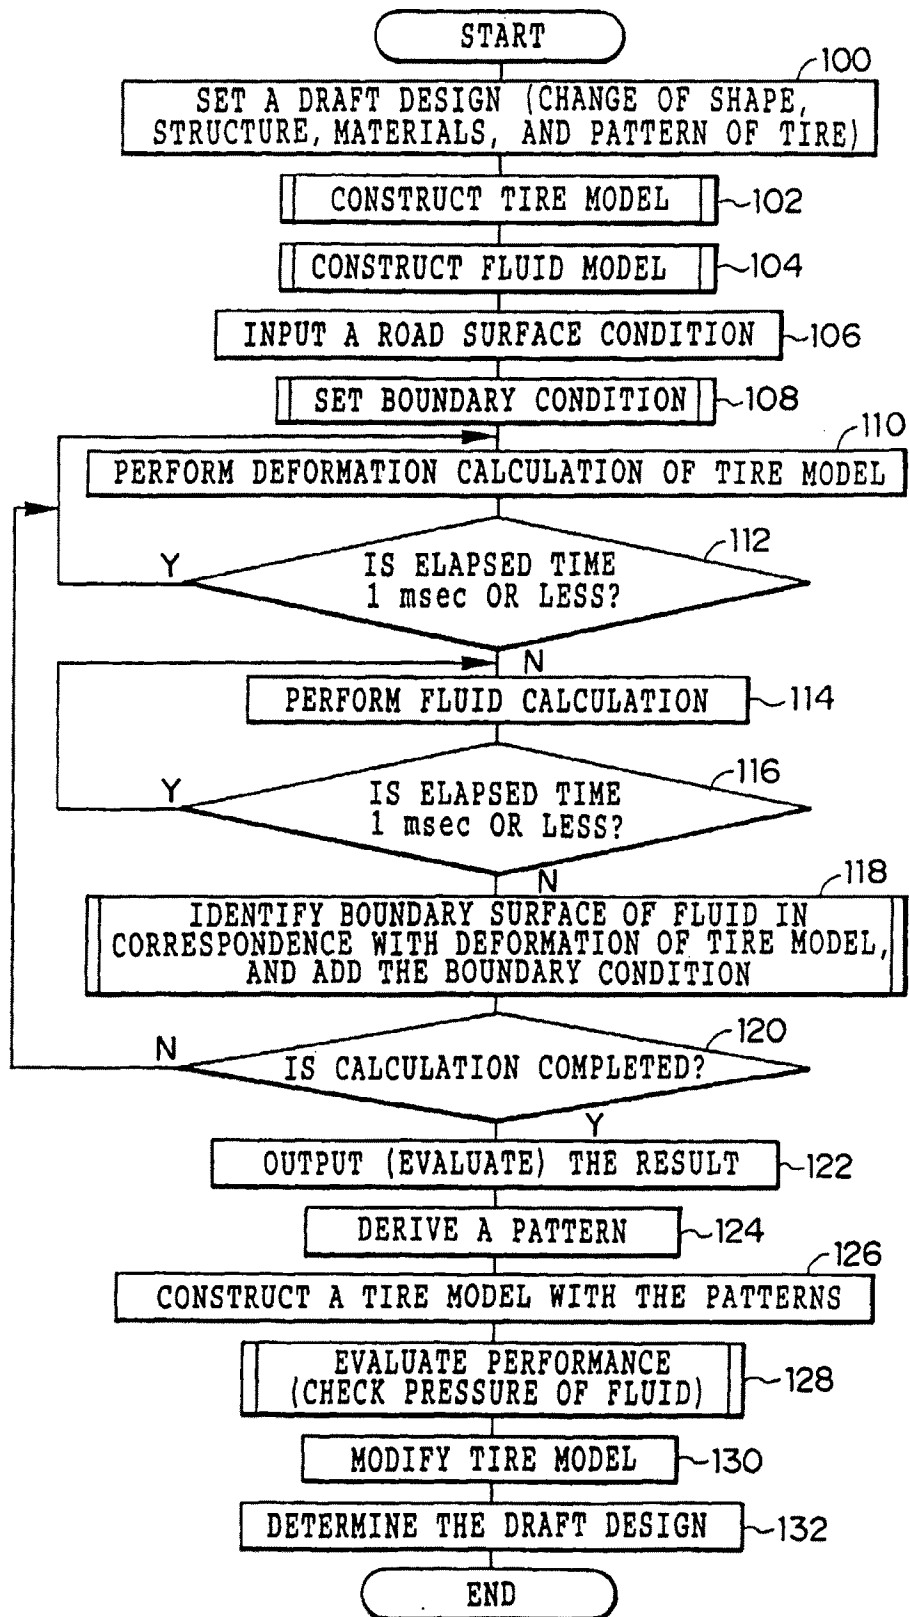 START
100
SET A DRAFT DESIGN (CHANGE OF SHAPE,
STRUCTURE, MATERIALS, AND PATTERN OF TIRE)
CONSTRUCT TIRE MODEL
102
CONSTRUCT FLUID MODEL
104
INPUT A ROAD SURFACE CONDITION
106
SET BOUNDARY CONDITION
108
110
PERFORM DEFORMATION CALCULATION OF TIRE MODEL
112
Y
IS ELAPSED TIME
1 msec OR LESS?
N
PERFORM FLUID CALCULATION
114
116
Y
IS ELAPSED TIME
1 msec OR LESS?
N
118
IDENTIFY BOUNDARY SURFACE OF FLUID IN
CORRESPONDENCE WITH DEFORMATION OF TIRE MODEL,
AND ADD THE BOUNDARY CONDITION
120
N
IS CALCULATION COMPLETED?
Y
OUTPUT (EVALUATE) THE RESULT
122
DERIVE A PATTERN
124
126
CONSTRUCT A TIRE MODEL WITH THE PATTERNS
EVALUATE PERFORMANCE
(CHECK PRESSURE OF FLUID)
128
MODIFY TIRE MODEL
130
DETERMINE THE DRAFT DESIGN
132
END